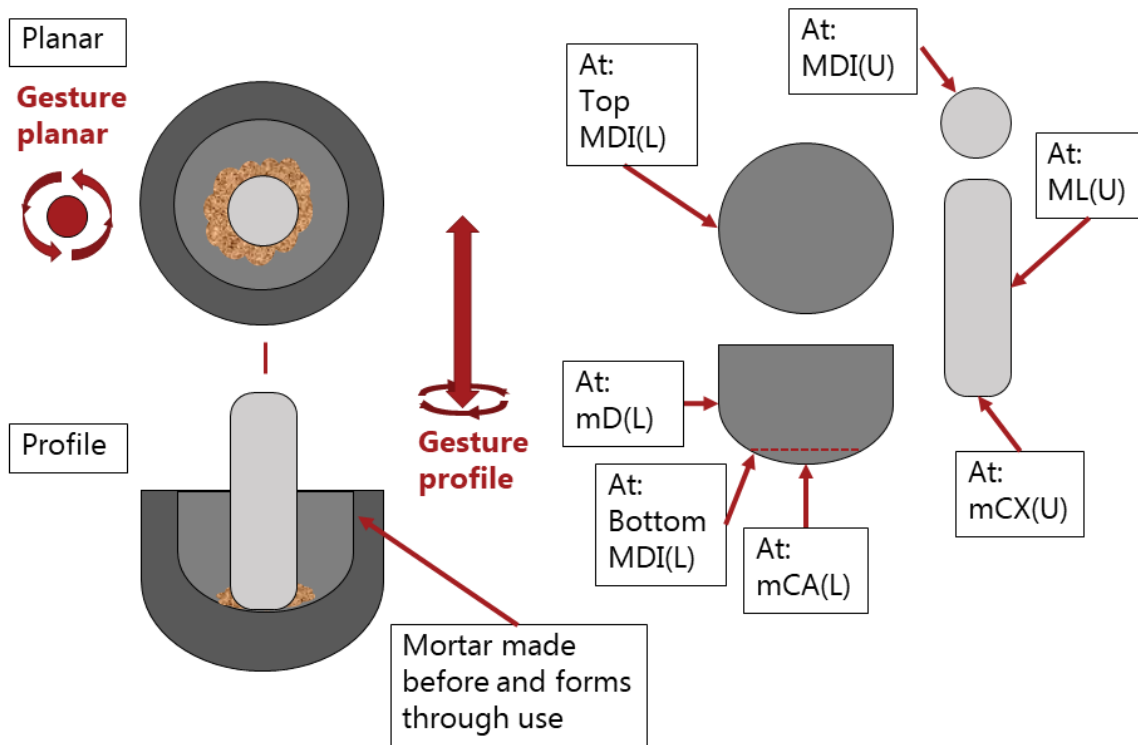 Planar
Gesture
planar
Profile
Gesture
profile
Mortar made
before and forms
through use
At:
Top
MDI(L)
At:
MDI(U)
At:
ML(U)
At:
mD(L)
At:
Bottom
MDI(L)
At:
mCA(L)
At:
mCX(U)